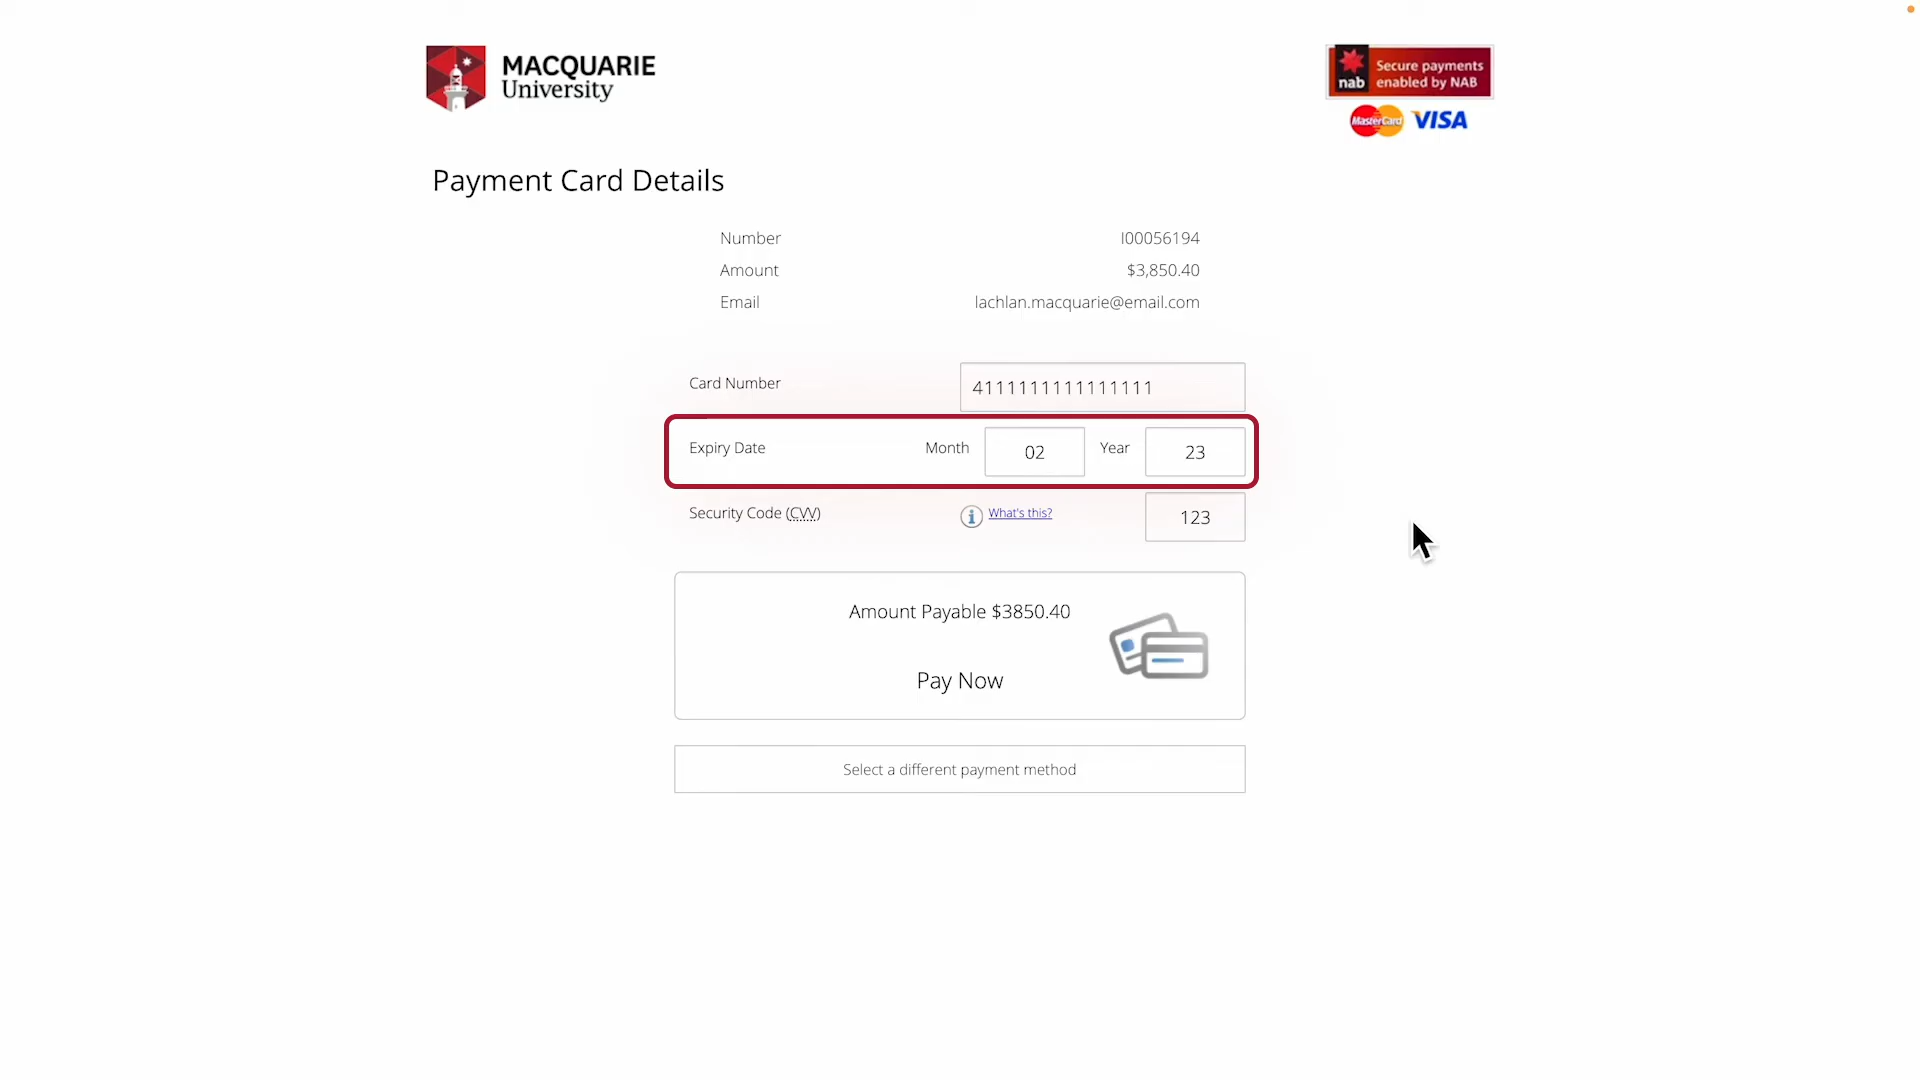 MACQUARIE
University
nab
Secure payments
enabled by NAB
MasterCard VISA
Payment Card Details
Number I00056194
Amount $3,850.40
Email lachlan.macquarie@email.com
Card Number 4111111111111111
Expiry Date Month 02 Year 23
Security Code (CVV) What's this? 123
Amount Payable $3850.40
Pay Now
Select a different payment method